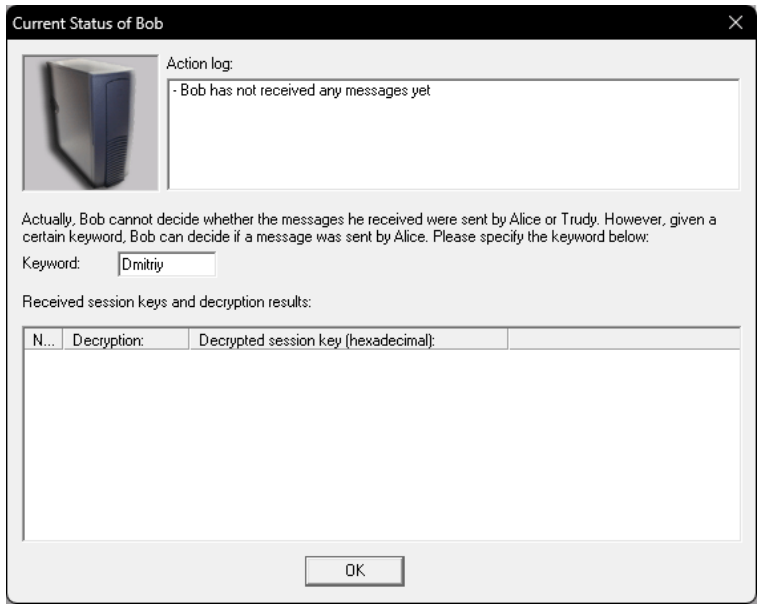 Current Status of Bob
Action log:
- Bob has not received any messages yet
Actually, Bob cannot decide whether the messages he received were sent by Alice or Trudy. However, given a
certain keyword, Bob can decide if a message was sent by Alice. Please specify the keyword below:
Keyword: Dmitriy
Received session keys and decryption results:
N... Decryption: Decrypted session key (hexadecimal):
OK